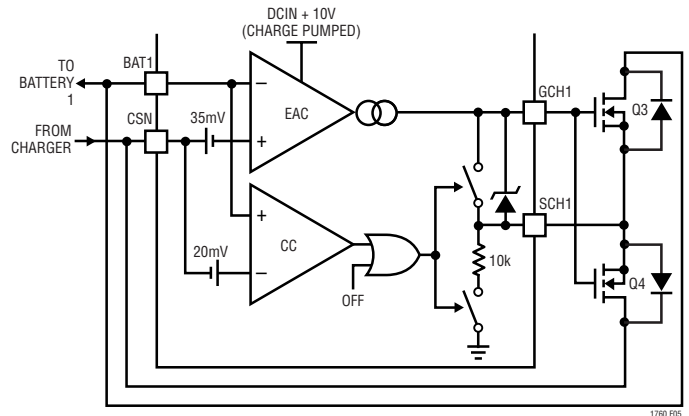 DCIN + 10V
(CHARGE PUMPED)
TO
BATTERY
1
BAT1
–
EAC
+
GCH1
Q3
FROM
CHARGER
CSN
35mV
SCH1
+
CC
–
20mV
OFF
10k
Q4
1760 F05